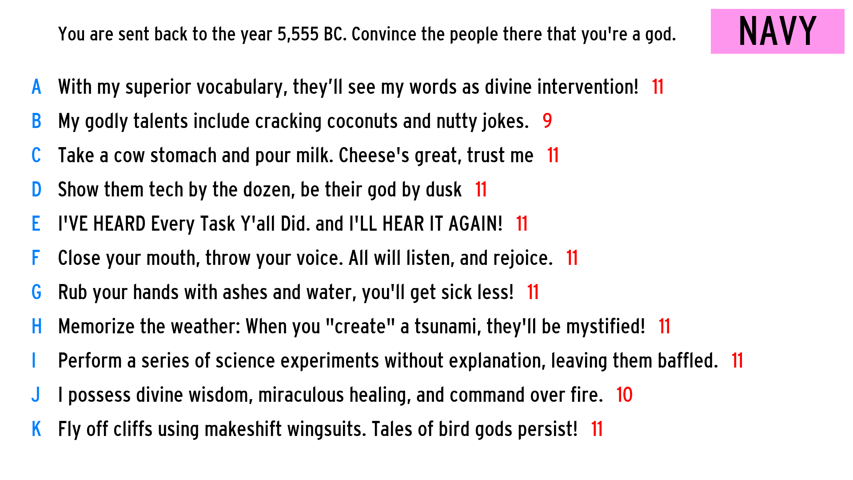 You are sent back to the year 5,555 BC. Convince the people there that you're a god.
NAVY
A With my superior vocabulary, they’ll see my words as divine intervention! 11
B My godly talents include cracking coconuts and nutty jokes. 9
C Take a cow stomach and pour milk. Cheese's great, trust me 11
D Show them tech by the dozen, be their god by dusk 11
E I'VE HEARD Every Task Y'all Did. and I'LL HEAR IT AGAIN! 11
F Close your mouth, throw your voice. All will listen, and rejoice. 11
G Rub your hands with ashes and water, you'll get sick less! 11
H Memorize the weather: When you "create" a tsunami, they'll be mystified! 11
I Perform a series of science experiments without explanation, leaving them baffled. 11
J I possess divine wisdom, miraculous healing, and command over fire. 10
K Fly off cliffs using makeshift wingsuits. Tales of bird gods persist! 11